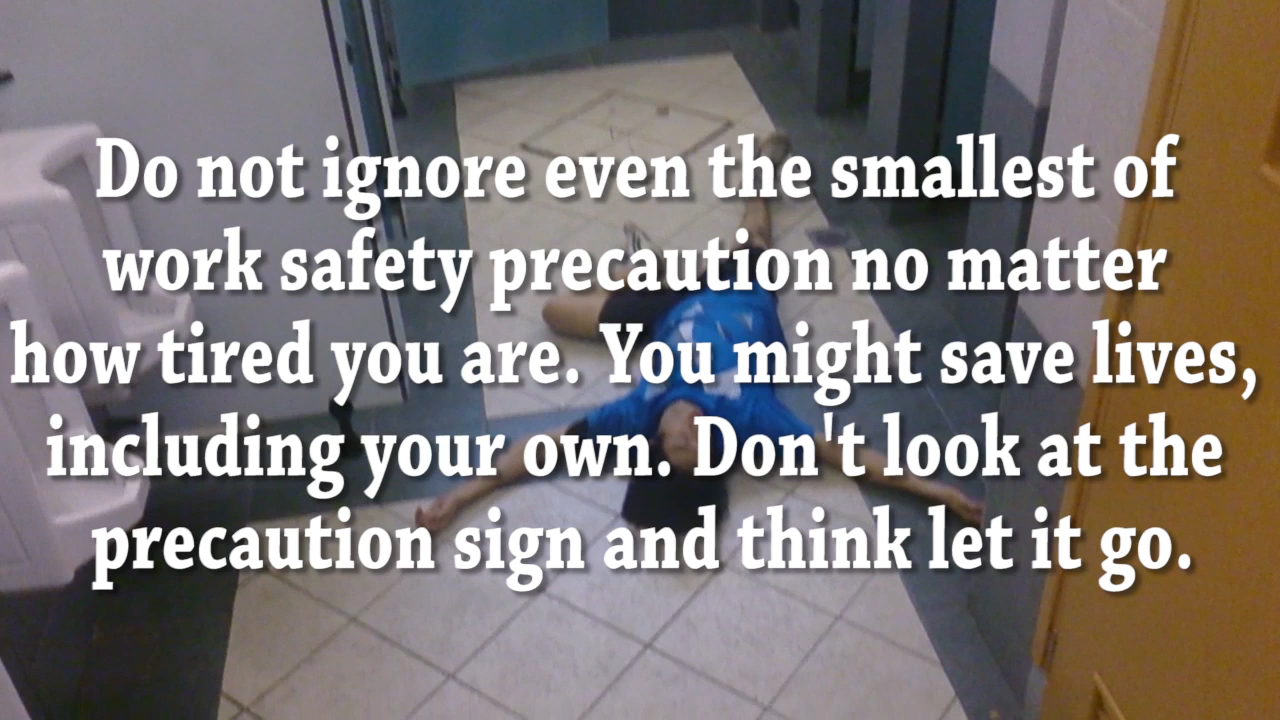 Do not ignore even the smallest of
work safety precaution no matter
how tired you are. You might save lives,
including your own. Don't look at the
precaution sign and think let it go.